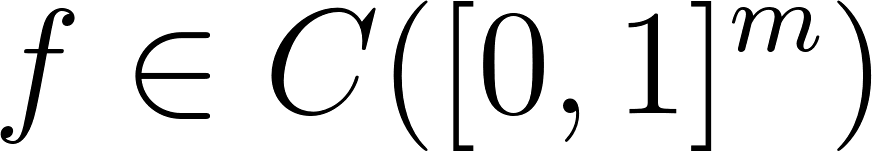 f ∈ C([0, 1]^m)